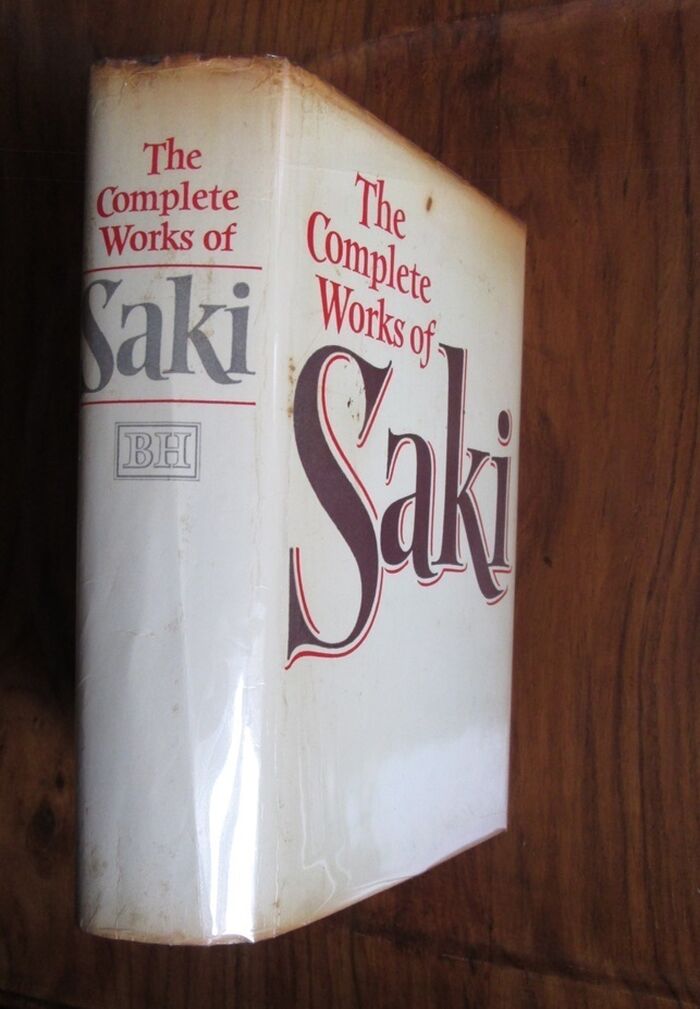 The
Complete
Works of
Saki
BH
The
Complete
Works of
Saki